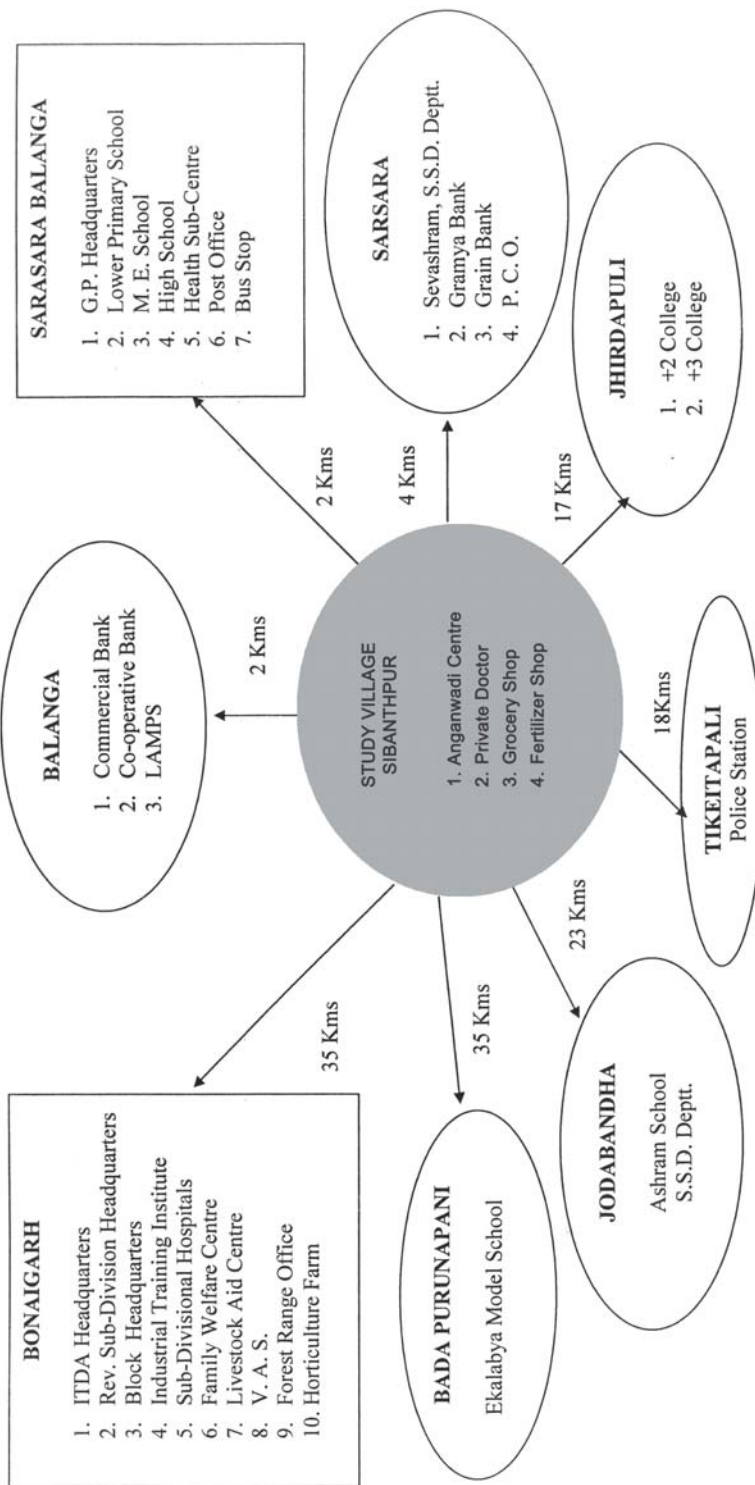 BONAIGARH
1. ITDA Headquarters
2. Rev. Sub-Division Headquarters
3. Block Headquarters
4. Industrial Training Institute
5. Sub-Divisional Hospitals
6. Family Welfare Centre
7. Livestock Aid Centre
8. V. A. S.
9. Forest Range Office
10. Horticulture Farm
35 Kms
BALANGA
1. Commercial Bank
2. Co-operative Bank
3. LAMPS
2 Kms
SARASARA BALANGA
1. G.P. Headquarters
2. Lower Primary School
3. M. E. School
4. High School
5. Health Sub-Centre
6. Post Office
7. Bus Stop
2 Kms
STUDY VILLAGE
SIBANTHPUR
1. Anganwadi Centre
2. Private Doctor
3. Grocery Shop
4. Fertilizer Shop
4 Kms
SARSARA
1. Sevashram, S.S.D. Deptt.
2. Gramya Bank
3. Grain Bank
4. P. C. O.
35 Kms
BADA PURUNAPANI
Ekalabya Model School
23 Kms
JODABANDHA
Ashram School
S.S.D. Deptt.
18Kms
TIKEITAPALI
Police Station
17 Kms
JHIRDAPULI
1. +2 College
2. +3 College